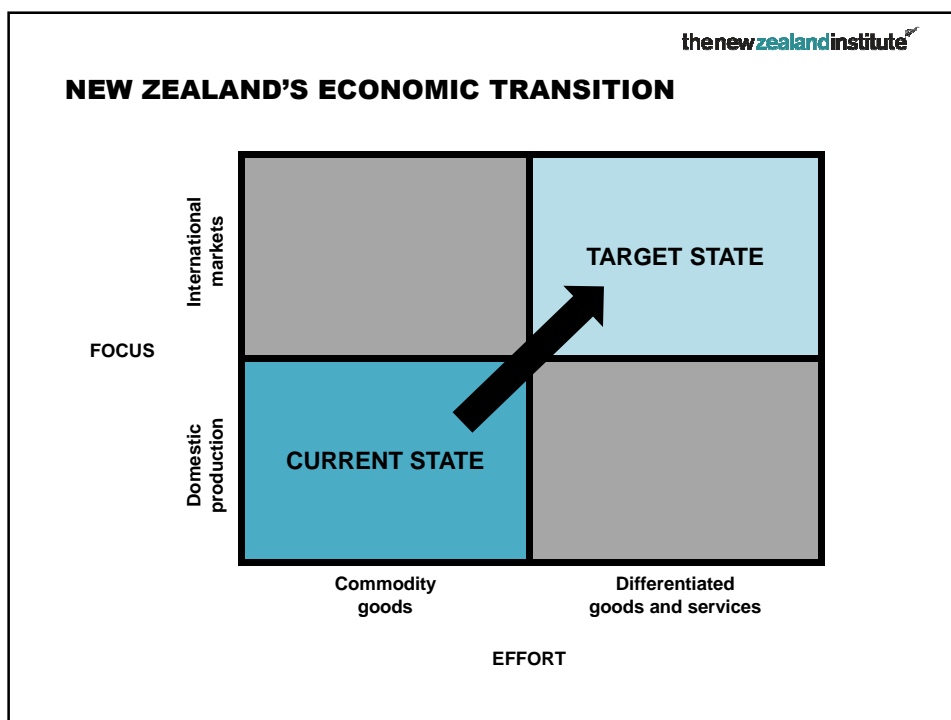 thenewzealandinstitute
NEW ZEALAND'S ECONOMIC TRANSITION
International
markets
TARGET STATE
FOCUS
Domestic
production
CURRENT STATE
Commodity
goods
Differentiated
goods and services
EFFORT